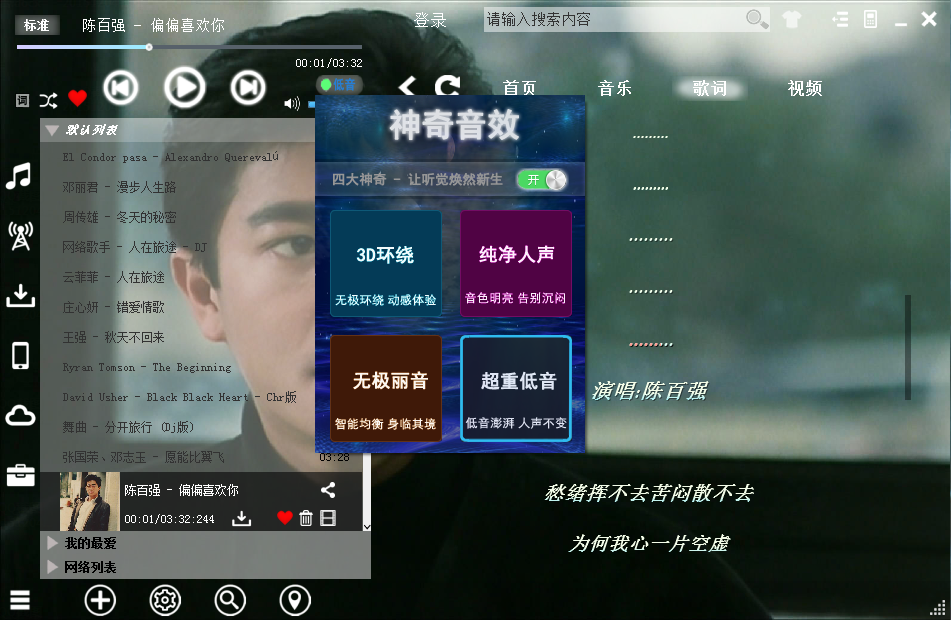 标准
陈百强 - 偏偏喜欢你
登录
请输入搜索内容
00:01/03:32
词
低音
首页
音乐
歌词
视频
默认列表
El Condor pasa - Alexandro Querevalú
邓丽君 - 漫步人生路
周传雄 - 冬天的秘密
网络歌手 - 人在旅途 - DJ
云菲菲 - 人在旅途
庄心妍 - 错爱情歌
王强 - 秋天不回来
Ryran Tomson - The Beginning
David Usher - Black Black Heart - Chr版
舞曲 - 分开旅行 (Dj版)
张国荣、邓志玉 - 愿能比翼飞
03:28
陈百强 - 偏偏喜欢你
00:01/03:32:244
我的最爱
网络列表
神奇音效
四大神奇 - 让听觉焕然新生
开
3D环绕
无极环绕 动感体验
纯净人声
音色明亮 告别沉闷
无极丽音
智能均衡 身临其境
超重低音
低音澎湃 人声不变
.........
.........
.........
.........
.........
演唱:陈百强
愁绪挥不去苦闷散不去
为何我心一片空虚